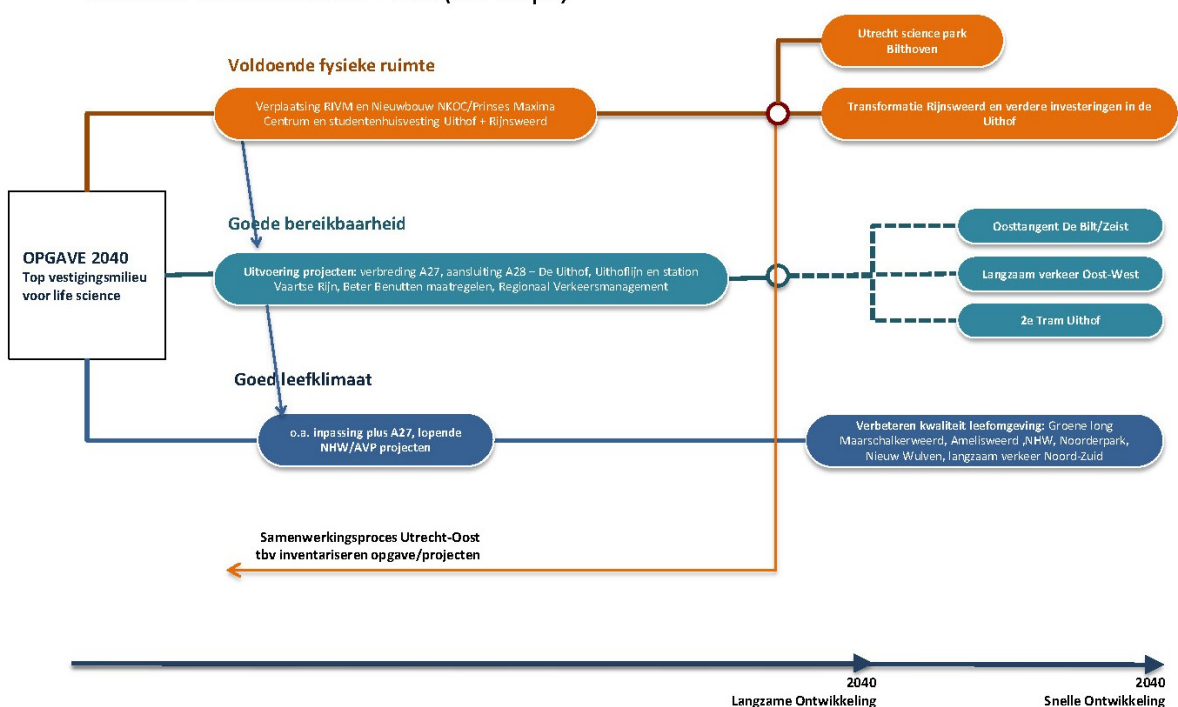 Utrecht science park
Bilthoven
Voldoende fysieke ruimte
Verplaatsing RIVM en Nieuwbouw NKOC/Prinses Maxima
Centrum en studentenhuisvesting Uithof + Rijnsweerd
Transformatie Rijnsweerd en verdere investeringen in de
Uithof
OPGAVE 2040
Top vestigingsmilieu
voor life science
Goede bereikbaarheid
Uitvoering projecten: verbreding A27, aansluiting A28 – De Uithof, Uithoflijn en station
Vaartse Rijn, Beter Benutten maatregelen, Regionaal Verkeersmanagement
Oosttangent De Bilt/Zeist
Langzaam verkeer Oost-West
2e Tram Uithof
Goed leefklimaat
o.a. inpassing plus A27, lopende
NHW/AVP projecten
Verbeteren kwaliteit leefomgeving: Groene long
Maarschalkerweerd, Amelisweerd ,NHW, Noorderpark,
Nieuw Wulven, langzaam verkeer Noord-Zuid
Samenwerkingsproces Utrecht-Oost
tbv inventariseren opgave/projecten
2040
Langzame Ontwikkeling
2040
Snelle Ontwikkeling